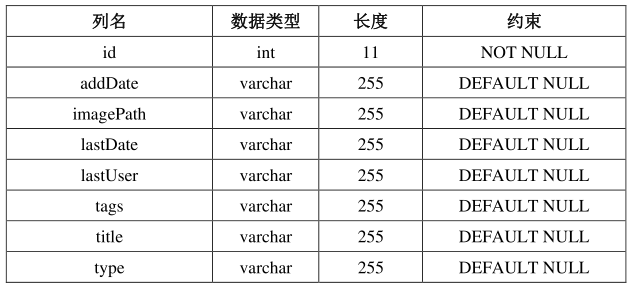 列名 数据类型 长度 约束
id int 11 NOT NULL
addDate varchar 255 DEFAULT NULL
imagePath varchar 255 DEFAULT NULL
lastDate varchar 255 DEFAULT NULL
lastUser varchar 255 DEFAULT NULL
tags varchar 255 DEFAULT NULL
title varchar 255 DEFAULT NULL
type varchar 255 DEFAULT NULL